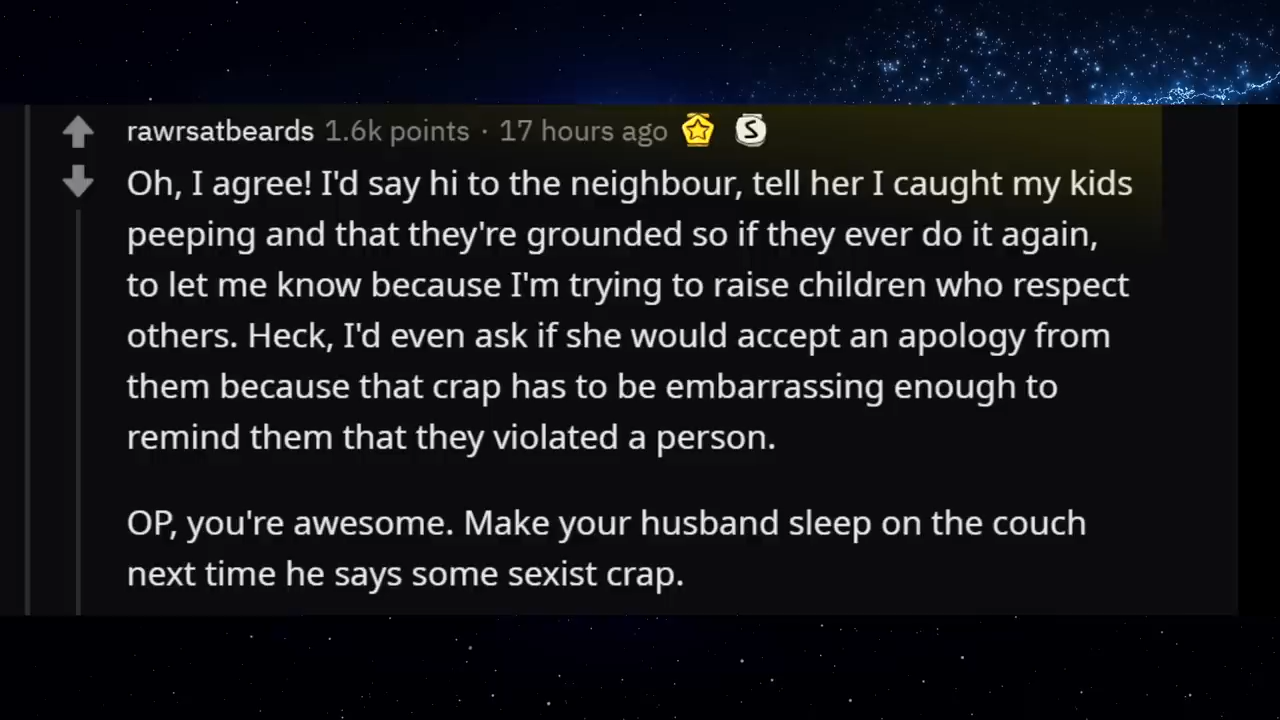 rawrsatbeards 1.6k points · 17 hours ago S
Oh, I agree! I'd say hi to the neighbour, tell her I caught my kids
peeping and that they're grounded so if they ever do it again,
to let me know because I'm trying to raise children who respect
others. Heck, I'd even ask if she would accept an apology from
them because that crap has to be embarrassing enough to
remind them that they violated a person.
OP, you're awesome. Make your husband sleep on the couch
next time he says some sexist crap.